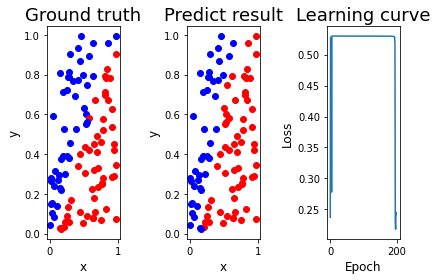 Ground truth
Predict result
Learning curve
1.0
0.8
0.6
0.4
0.2
0.0
y
0
1
x
1.0
0.8
0.6
0.4
0.2
0.0
y
0
1
x
0.50
0.45
0.40
0.35
0.30
0.25
Loss
0
200
Epoch